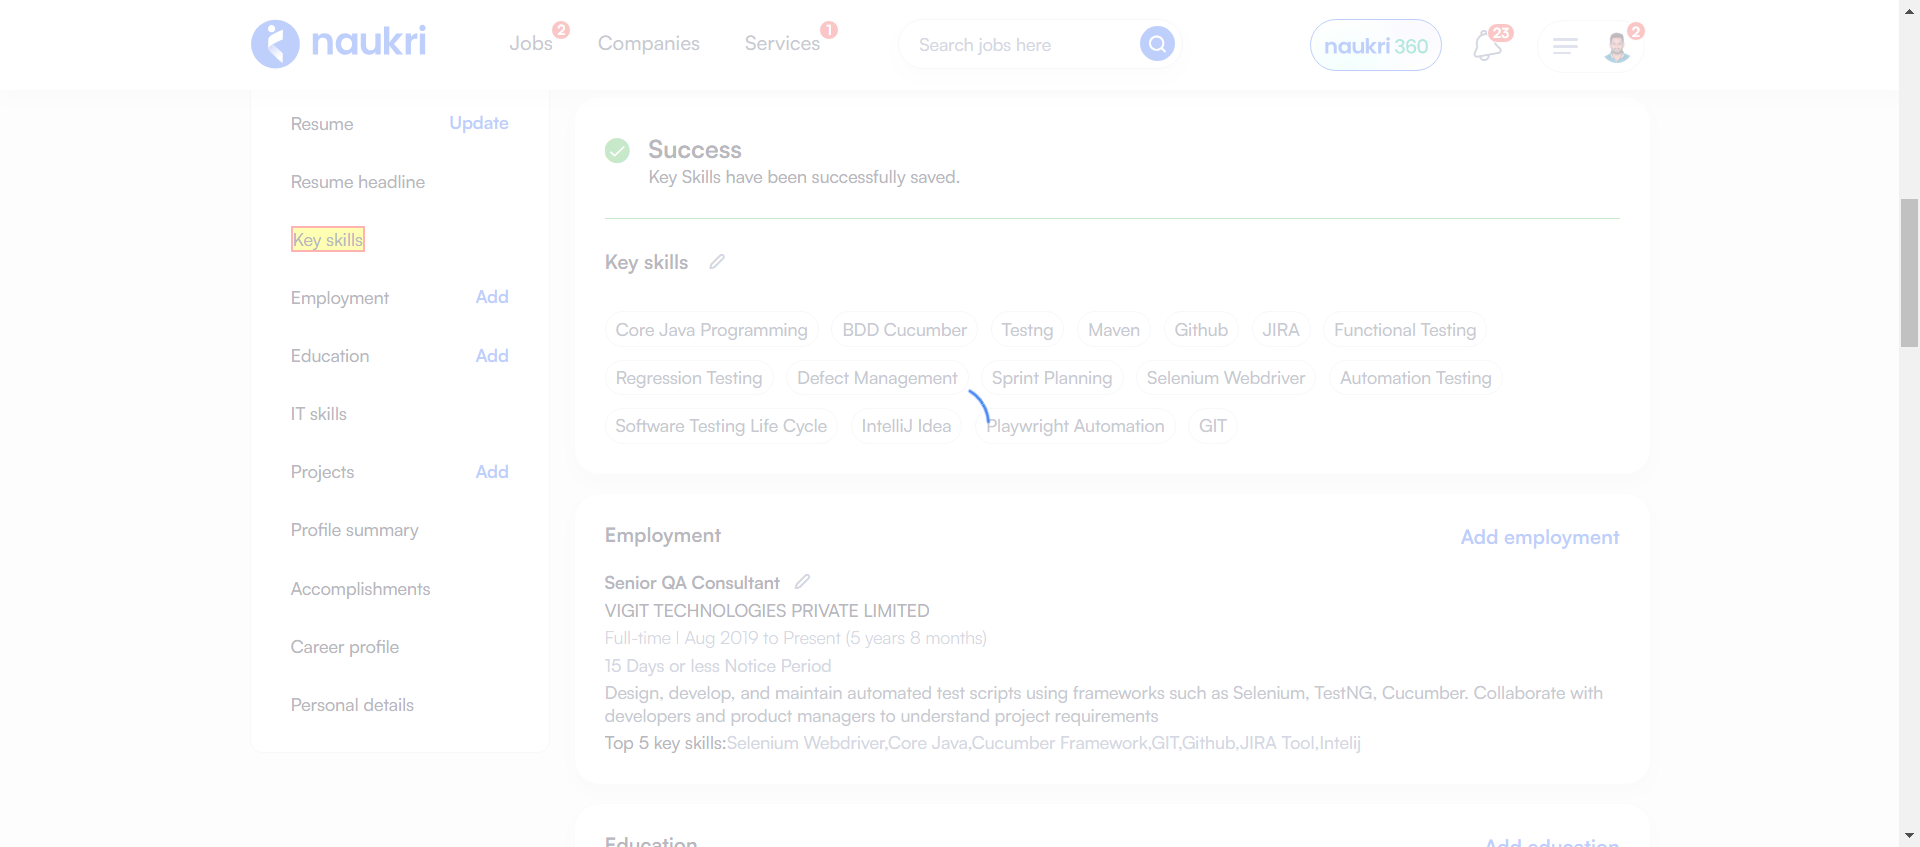 naukri
Jobs 2
Companies
Services 1
Search jobs here
naukri 360
23
2
Resume Update
Resume headline
Key skills
Employment Add
Education Add
IT skills
Projects Add
Profile summary
Accomplishments
Career profile
Personal details
Success
Key Skills have been successfully saved.
Key skills
Core Java Programming BDD Cucumber Testng Maven Github JIRA Functional Testing
Regression Testing Defect Management Sprint Planning Selenium Webdriver Automation Testing
Software Testing Life Cycle IntelliJ Idea Playwright Automation GIT
Employment Add employment
Senior QA Consultant
VIGIT TECHNOLOGIES PRIVATE LIMITED
Full-time | Aug 2019 to Present (5 years 8 months)
15 Days or less Notice Period
Design, develop, and maintain automated test scripts using frameworks such as Selenium, TestNG, Cucumber. Collaborate with
developers and product managers to understand project requirements
Top 5 key skills:Selenium Webdriver,Core Java,Cucumber Framework,GIT,Github,JIRA Tool,Intelij
Education Add education